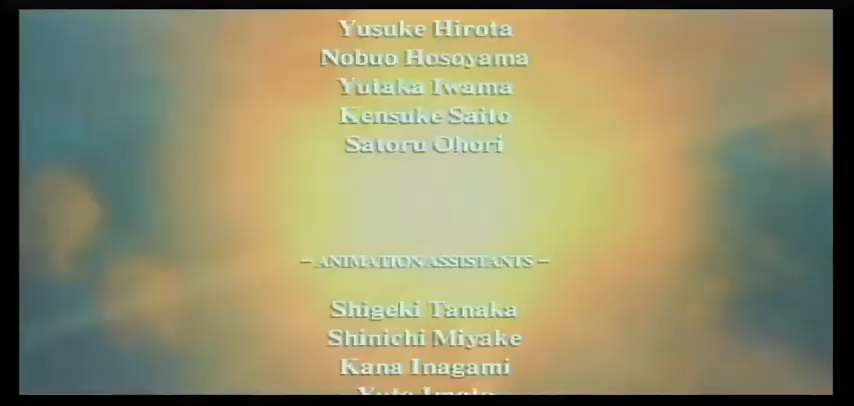 Yusuke Hirota
Nobuo Hosoyama
Yutaka Iwama
Kensuke Saito
Satoru Ohori
- ANIMATION ASSISTANTS -
Shigeki Tanaka
Shinichi Miyake
Kana Inagami